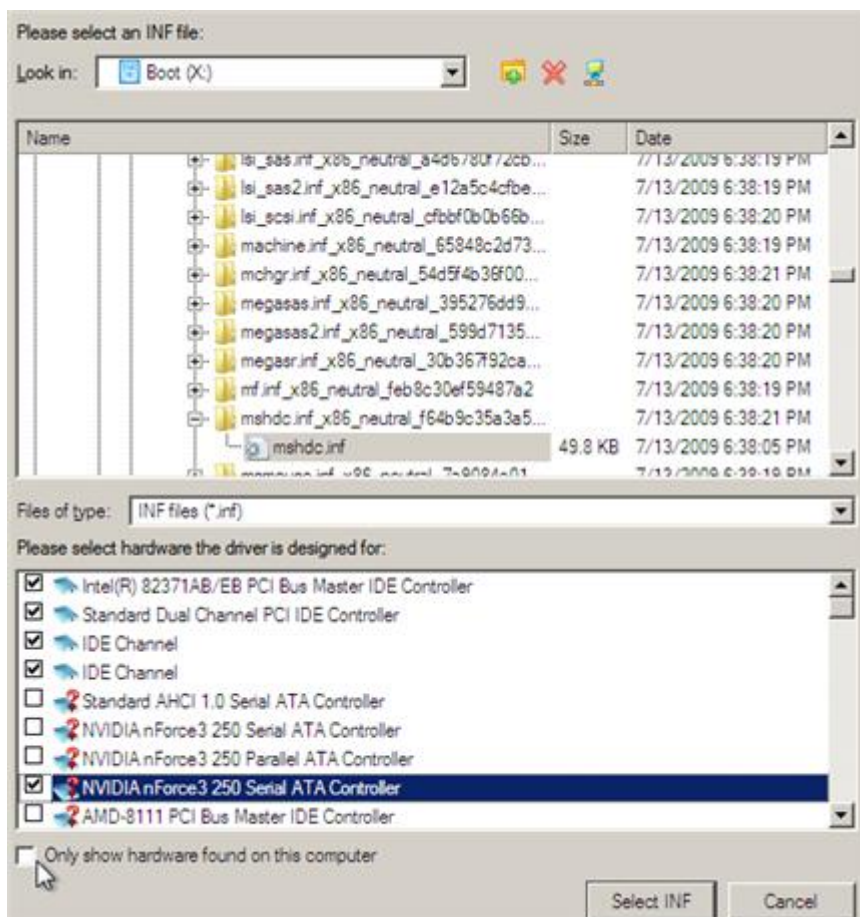 Please select an INF file:
Look in: Boot (X:)
Name Size Date
lsi_sas.inf_x86_neutral_a4d6780f72cb... 7/13/2009 6:38:19 PM
lsi_sas2.inf_x86_neutral_e12a5c4cfbe... 7/13/2009 6:38:19 PM
lsi_scsi.inf_x86_neutral_cfbbf0b0b66b... 7/13/2009 6:38:20 PM
machine.inf_x86_neutral_65848c2d73... 7/13/2009 6:38:19 PM
mchgr.inf_x86_neutral_54d5f4b36f00... 7/13/2009 6:38:21 PM
megasas.inf_x86_neutral_395276dd9... 7/13/2009 6:38:20 PM
megasas2.inf_x86_neutral_599d7135... 7/13/2009 6:38:20 PM
megasr.inf_x86_neutral_30b367f92ca... 7/13/2009 6:38:20 PM
mf.inf_x86_neutral_feb8c30ef59487a2 7/13/2009 6:38:19 PM
mshdc.inf_x86_neutral_f64b9c35a3a5... 7/13/2009 6:38:21 PM
mshdc.inf 49.8 KB 7/13/2009 6:38:05 PM
7/13/2009 6:38:19 PM
Files of type: INF files (*.inf)
Please select hardware the driver is designed for:
Intel(R) 82371AB/EB PCI Bus Master IDE Controller
Standard Dual Channel PCI IDE Controller
IDE Channel
IDE Channel
Standard AHCI 1.0 Serial ATA Controller
NVIDIA nForce3 250 Serial ATA Controller
NVIDIA nForce3 250 Parallel ATA Controller
NVIDIA nForce3 250 Serial ATA Controller
AMD-8111 PCI Bus Master IDE Controller
Only show hardware found on this computer
Select INF Cancel